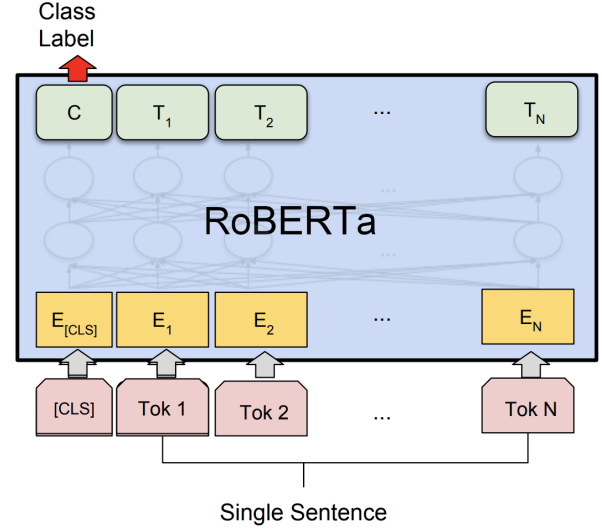 Class
Label
C T1 T2 ... TN
...
RoBERTa
...
E[CLS] E1 E2 ... EN
[CLS] Tok 1 Tok 2 ... Tok N
Single Sentence